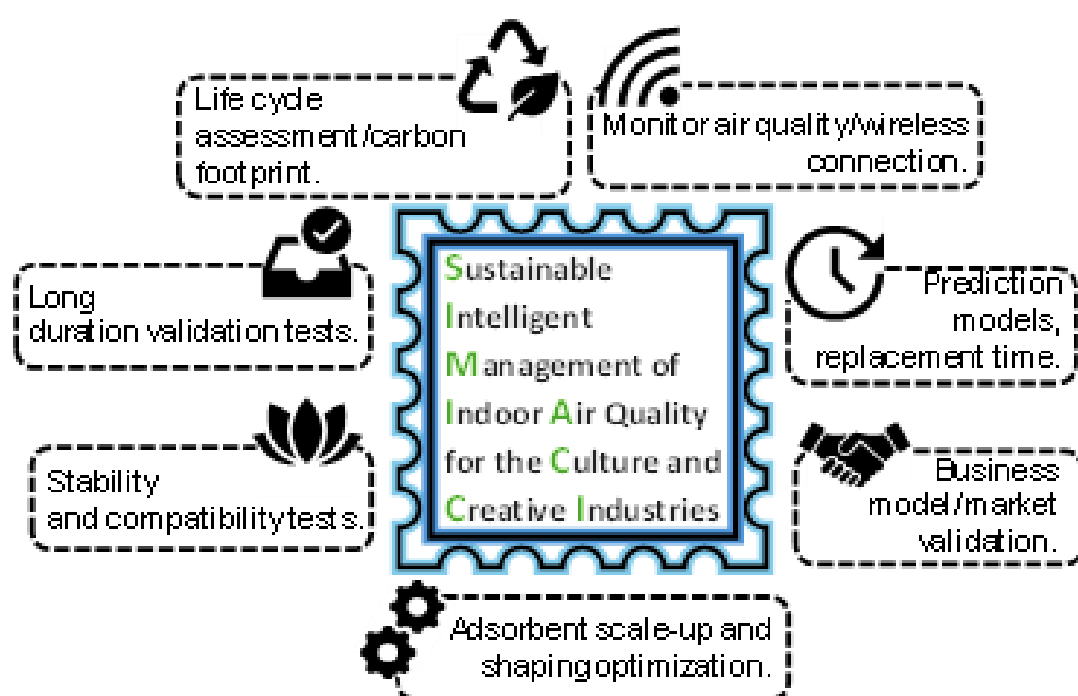 Life cycle
assessment/carbon
footprint.
Monitor air quality/wireless
connection.
Long
duration validation tests.
Sustainable
Intelligent
Management of
Indoor Air Quality
for the Culture and
Creative Industries
Prediction
models,
replacement time.
Stability
and compatibility tests.
Business
model/market
validation.
Adsorbent scale-up and
shaping optimization.